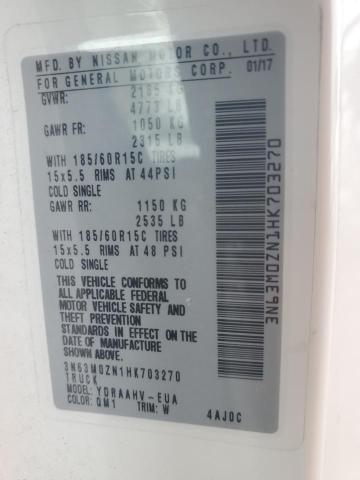 MFD. BY NISSAN MOTOR CO., LTD.
FOR GENERAL MOTORS CORP. 01/17
GVWR: 2165 KG
4773 LB
GAWR FR: 1050 KG
2315 LB
WITH 185/60R15C TIRES
15x5.5 RIMS AT 44PSI
COLD SINGLE
GAWR RR: 1150 KG
2535 LB
WITH 185/60R15C TIRES
15x5.5 RIMS AT 48 PSI
COLD SINGLE
THIS VEHICLE CONFORMS TO
ALL APPLICABLE FEDERAL
MOTOR VEHICLE SAFETY AND
THEFT PREVENTION
STANDARDS IN EFFECT ON THE
DATE OF MANUFACTURE
SHOWN ABOVE.
3N63M0ZN1HK703270
TRUCK
MODEL: YDRAAHV-EUA
COLOR: QM1 TRIM: W 4AJ0C
3N63M0ZN1HK703270